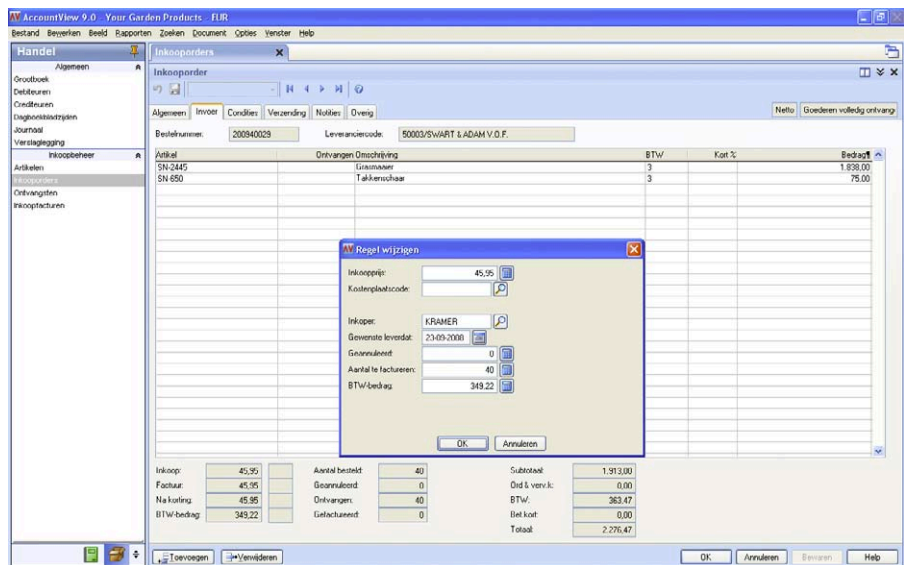 AccountView 9.0 - Your Garden Products - EUR
Bestand Bewerken Beeld Rapporten Zoeken Document Opties Venster Help
Handel
Algemeen
Grootboek
Debiteuren
Crediteuren
Dagboekbladzijden
Journaal
Verslaglegging
Inkoopbeheer
Artikelen
Inkooporders
Ontvangsten
Inkoopfacturen
Inkooporders
Inkooporder
Algemeen Invoer Condities Verzending Notities Overig
Netto Goederen volledig ontvang
Bestelnummer: 200940029 Leverancierscode: 50003/SWART & ADAM V.O.F.
Artikel Ontvangen Omschrijving BTW Kort % Bedrag¶
SN-2445 Grasmaaier 3 1.838,00
SN-650 Takkenschaar 3 75,00
Regel wijzigen
Inkoopprijs: 45,95
Kostenplaatscode:
Inkoper: KRAMER
Gewenste leverdat: 23-09-2008
Geannuleerd: 0
Aantal te factureren: 40
BTW-bedrag: 349,22
OK Annuleren
Inkoop: 45,95 Aantal besteld: 40 Subtotaal: 1.913,00
Factuur: 45,95 Geannuleerd: 0 Ord & verv.k: 0,00
Na korting: 45,95 Ontvangen: 40 BTW: 363,47
BTW-bedrag: 349,22 Gefactureerd: 0 Bet.kort: 0,00
Totaal: 2.276,47
Toevoegen Verwijderen OK Annuleren Bewaren Help